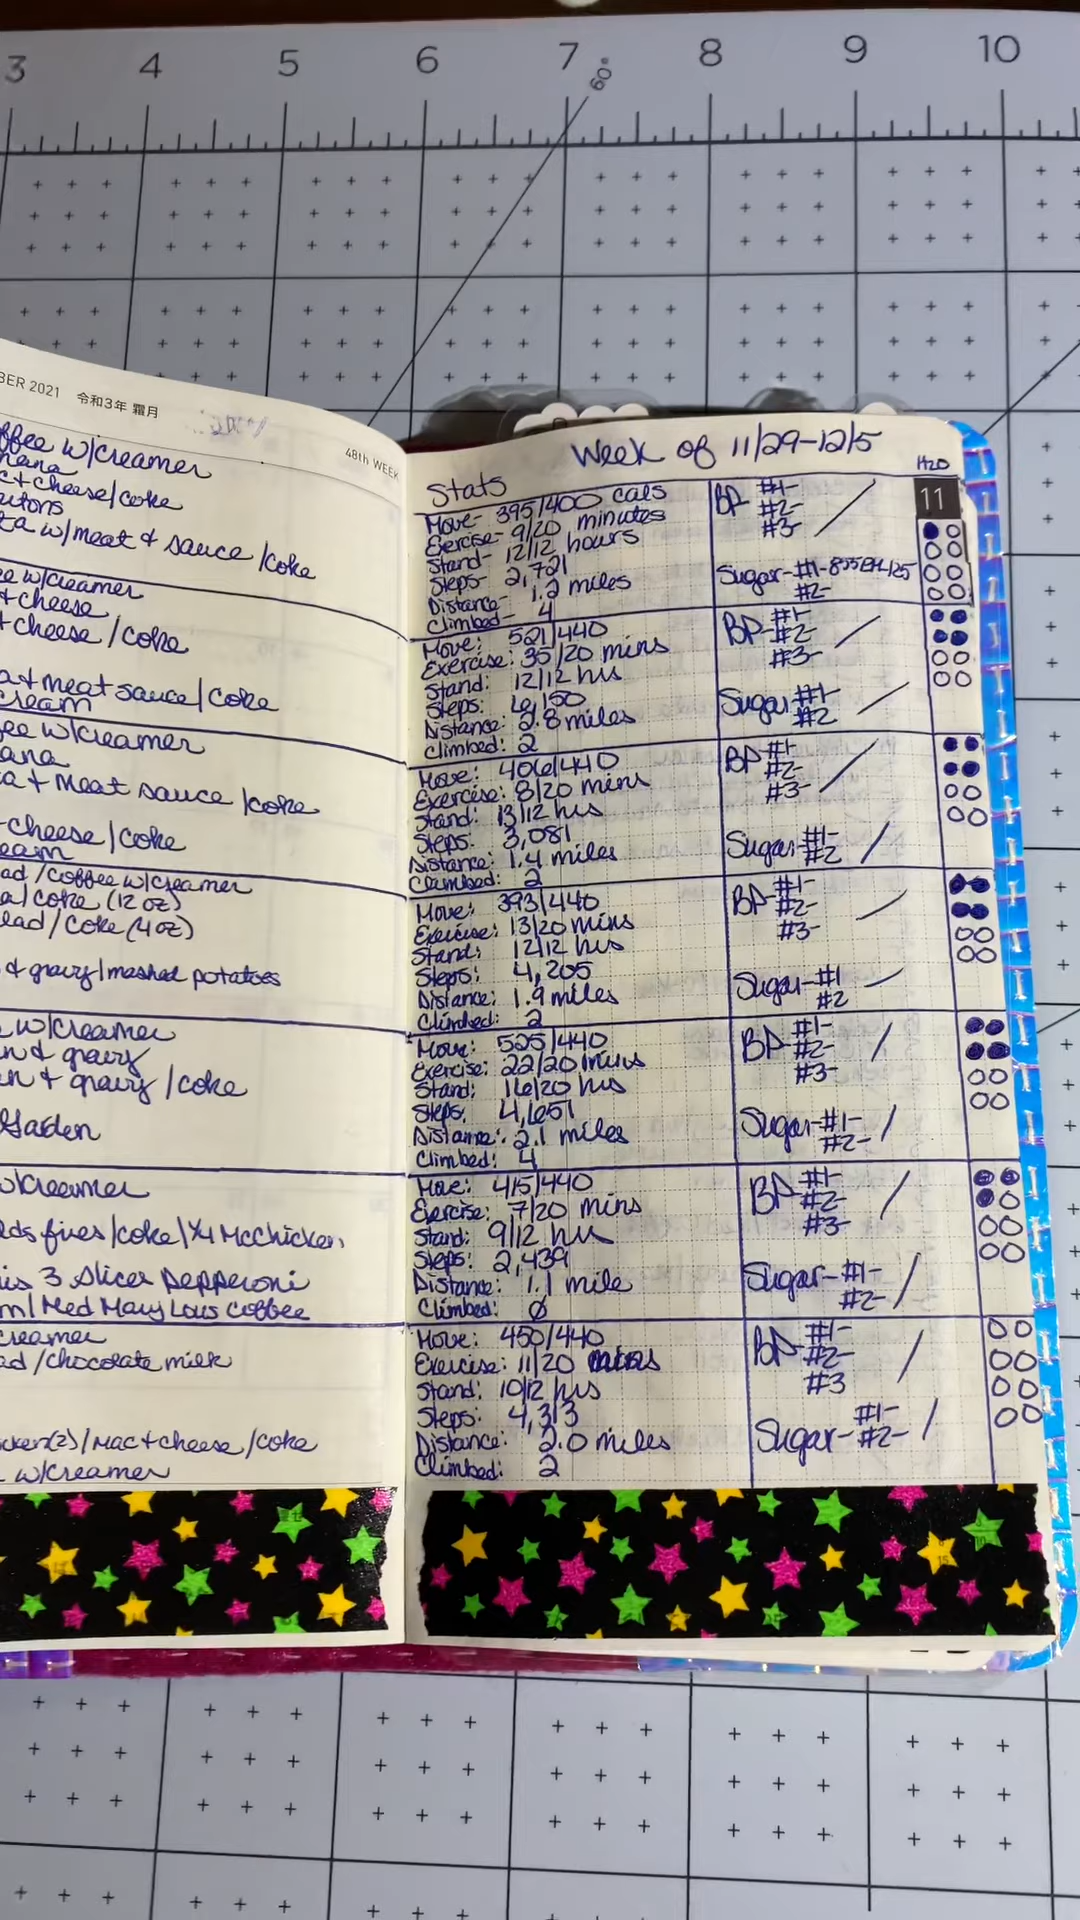 3 4 5 6 7 8 9 10
60°
BER 2021 令和3年 霜月
48th WEEK
ffee w/creamer
nana
c+cheese/coke
utons
ta w/meat & sauce /coke
ee w/creamer
+ cheese
+ cheese /coke
a+meat sauce/coke
cream
fee w/creamer
ana
a + meat sauce /coke
-cheese/coke
eam
ad /coffee w/creamer
a/coke (12 oz)
lad/Coke (4oz)
& gravy/mashed potatoes
w/creamer
n & gravy
en & gravy /coke
Garden
w/creamer
lds fries/coke/1/4 McChicken
is 3 slices pepperoni
m/Med Mary Lous Coffee
creamer
ad /chocolate milk
cken(2)/Mac+cheese /coke
w/creamer
Week of 11/29-12/5
H2O
11
Stats
Move- 395/400 cals
Exercise- 9/20 minutes
Stand- 12/12 hours
Steps- 2,721
Distance- 1.2 miles
Climbed- 4
BP #1-
#2-
#3-
Sugar-#1-
#2-
Move: 521/440
Exercise: 35/20 mins
Stand: 12/12 hrs
Steps: 6,150
Distance: 2.8 miles
Climbed: 2
BP-#1-
#2-
#3-
Sugar #1-
#2
Move: 406/440
Exercise: 8/20 mins
Stand: 13/12 hrs
Steps: 3,081
Distance: 1.4 miles
Climbed: 2
BP-#1-
#2-
#3-
Sugar-#1-
#2
Move: 393/440
Exercise: 13/20 mins
Stand: 12/12 hrs
Steps: 4,205
Distance: 1.9 miles
Climbed: 2
BP-#1-
#2-
#3-
Sugar-#1
#2
Move: 525/440
Exercise: 22/20 mins
Stand: 16/20 hrs
Steps: 4,651
Distance: 2.1 miles
Climbed: 4
BP-#1-
#2-
#3-
Sugar-#1-
#2-
Move: 415/440
Exercise: 7/20 mins
Stand: 9/12 hrs
Steps: 2,439
Distance: 1.1 mile
Climbed: 0
BP-#1-
#2-
#3-
Sugar-#1-
#2-
Move: 450/440
Exercise: 11/20 mins
Stand: 10/12 hrs
Steps: 4,313
Distance: 2.0 miles
Climbed: 2
BP-#1-
#2-
#3
Sugar-#1-
#2-